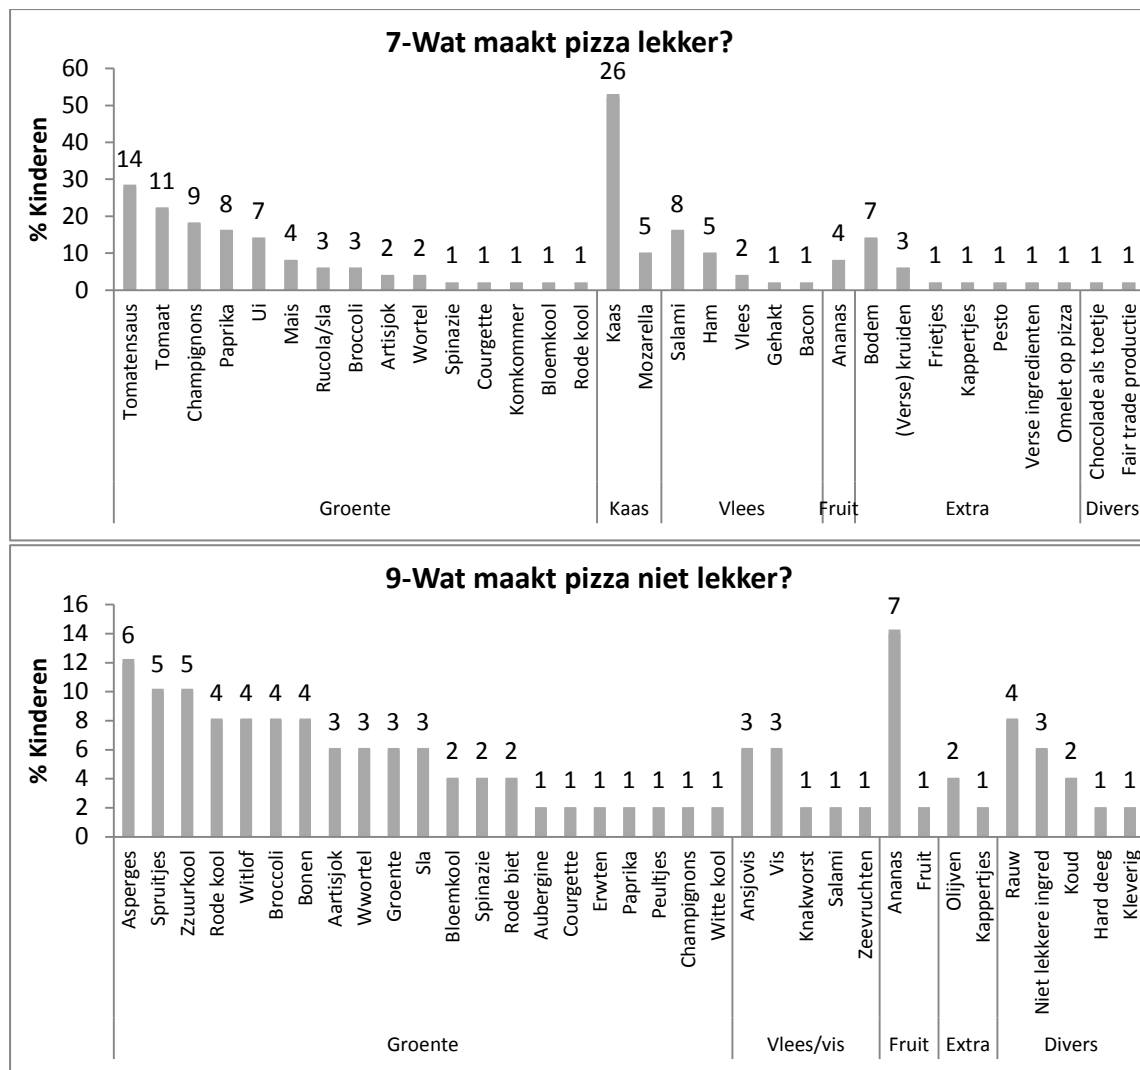 7-Wat maakt pizza lekker?
% Kinderen
60
50
40
30
20
10
0
14
11
9
8
7
4
3
3
2
2
1
1
1
1
1
26
5
8
5
2
1
1
4
7
3
1
1
1
1
1
1
1
Tomatensaus
Tomaat
Champignons
Paprika
Ui
Mais
Rucola/sla
Broccoli
Artisjok
Wortel
Spinazie
Courgette
Komkommer
Bloemkool
Rode kool
Kaas
Mozarella
Salami
Ham
Vlees
Gehakt
Bacon
Ananas
Bodem
(Verse) kruiden
Frietjes
Kappertjes
Pesto
Verse ingredienten
Omelet op pizza
Chocolade als toetje
Fair trade productie
Groente
Kaas
Vlees
Fruit
Extra
Divers
9-Wat maakt pizza niet lekker?
% Kinderen
16
14
12
10
8
6
4
2
0
6
5
5
4
4
4
4
3
3
3
3
2
2
2
1
1
1
1
1
1
1
3
3
1
1
1
7
1
2
1
4
3
2
1
1
Asperges
Spruitjes
Zzuurkool
Rode kool
Witlof
Broccoli
Bonen
Aartisjok
Wwortel
Groente
Sla
Bloemkool
Spinazie
Rode biet
Aubergine
Courgette
Erwten
Paprika
Peultjes
Champignons
Witte kool
Ansjovis
Vis
Knakworst
Salami
Zeevruchten
Ananas
Fruit
Olijven
Kappertjes
Rauw
Niet lekkere ingred
Koud
Hard deeg
Kleverig
Groente
Vlees/vis
Fruit
Extra
Divers